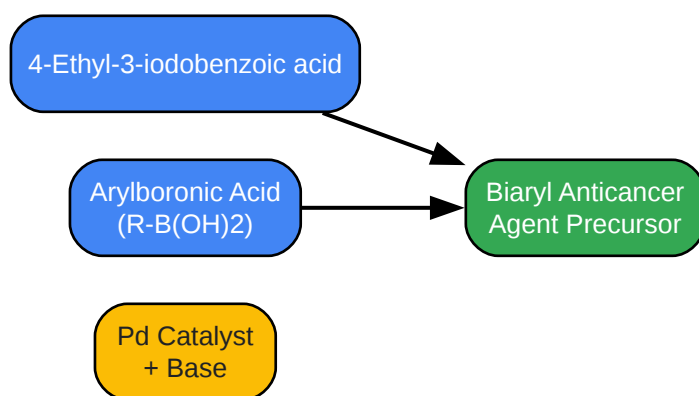 4-Ethyl-3-iodobenzoic acid
Arylboronic Acid
(R-B(OH)2)
Biaryl Anticancer
Agent Precursor
Pd Catalyst
+ Base